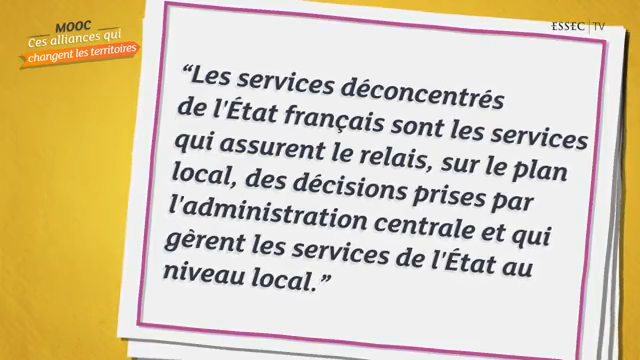 MOOC
Ces alliances qui
changent les territoires
ESSEC | TV
“Les services déconcentrés
de l'État français sont les services
qui assurent le relais, sur le plan
local, des décisions prises par
l'administration centrale et qui
gèrent les services de l'État au
niveau local.”